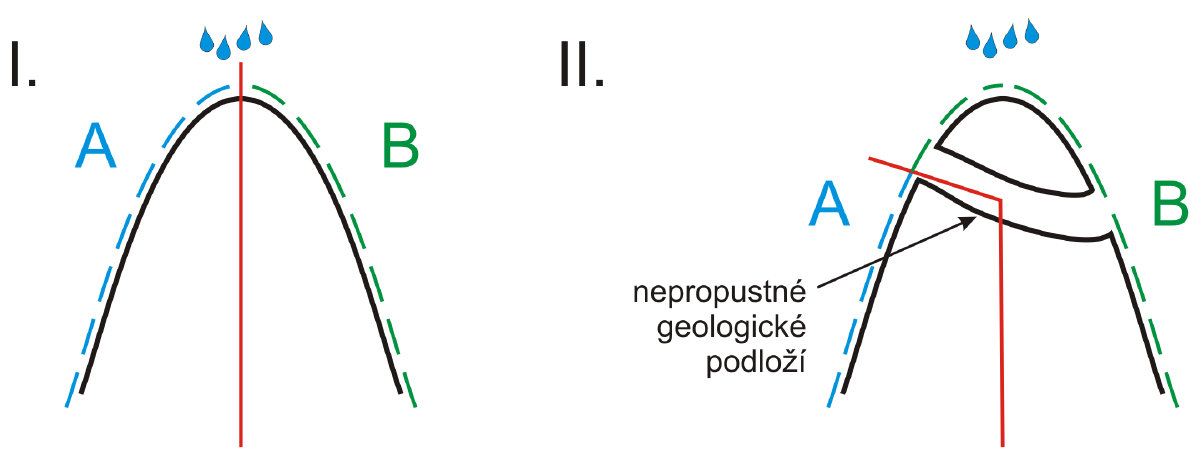 I.
II.
A
B
A
B
nepropustné
geologické
podloží